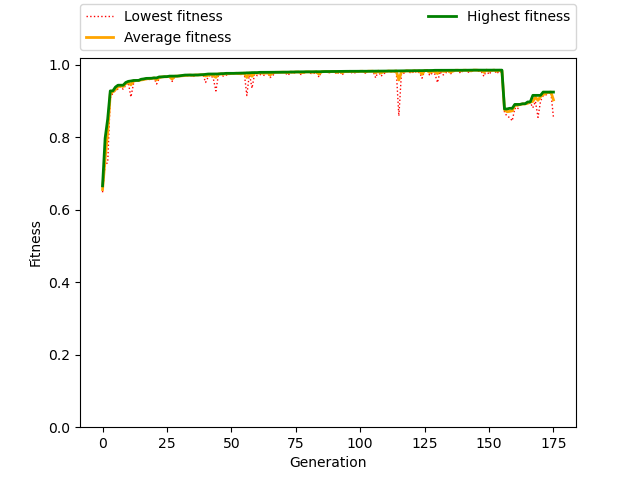 Lowest fitness
Average fitness
Highest fitness
1.0
0.8
0.6
0.4
0.2
0.0
Fitness
0 25 50 75 100 125 150 175
Generation